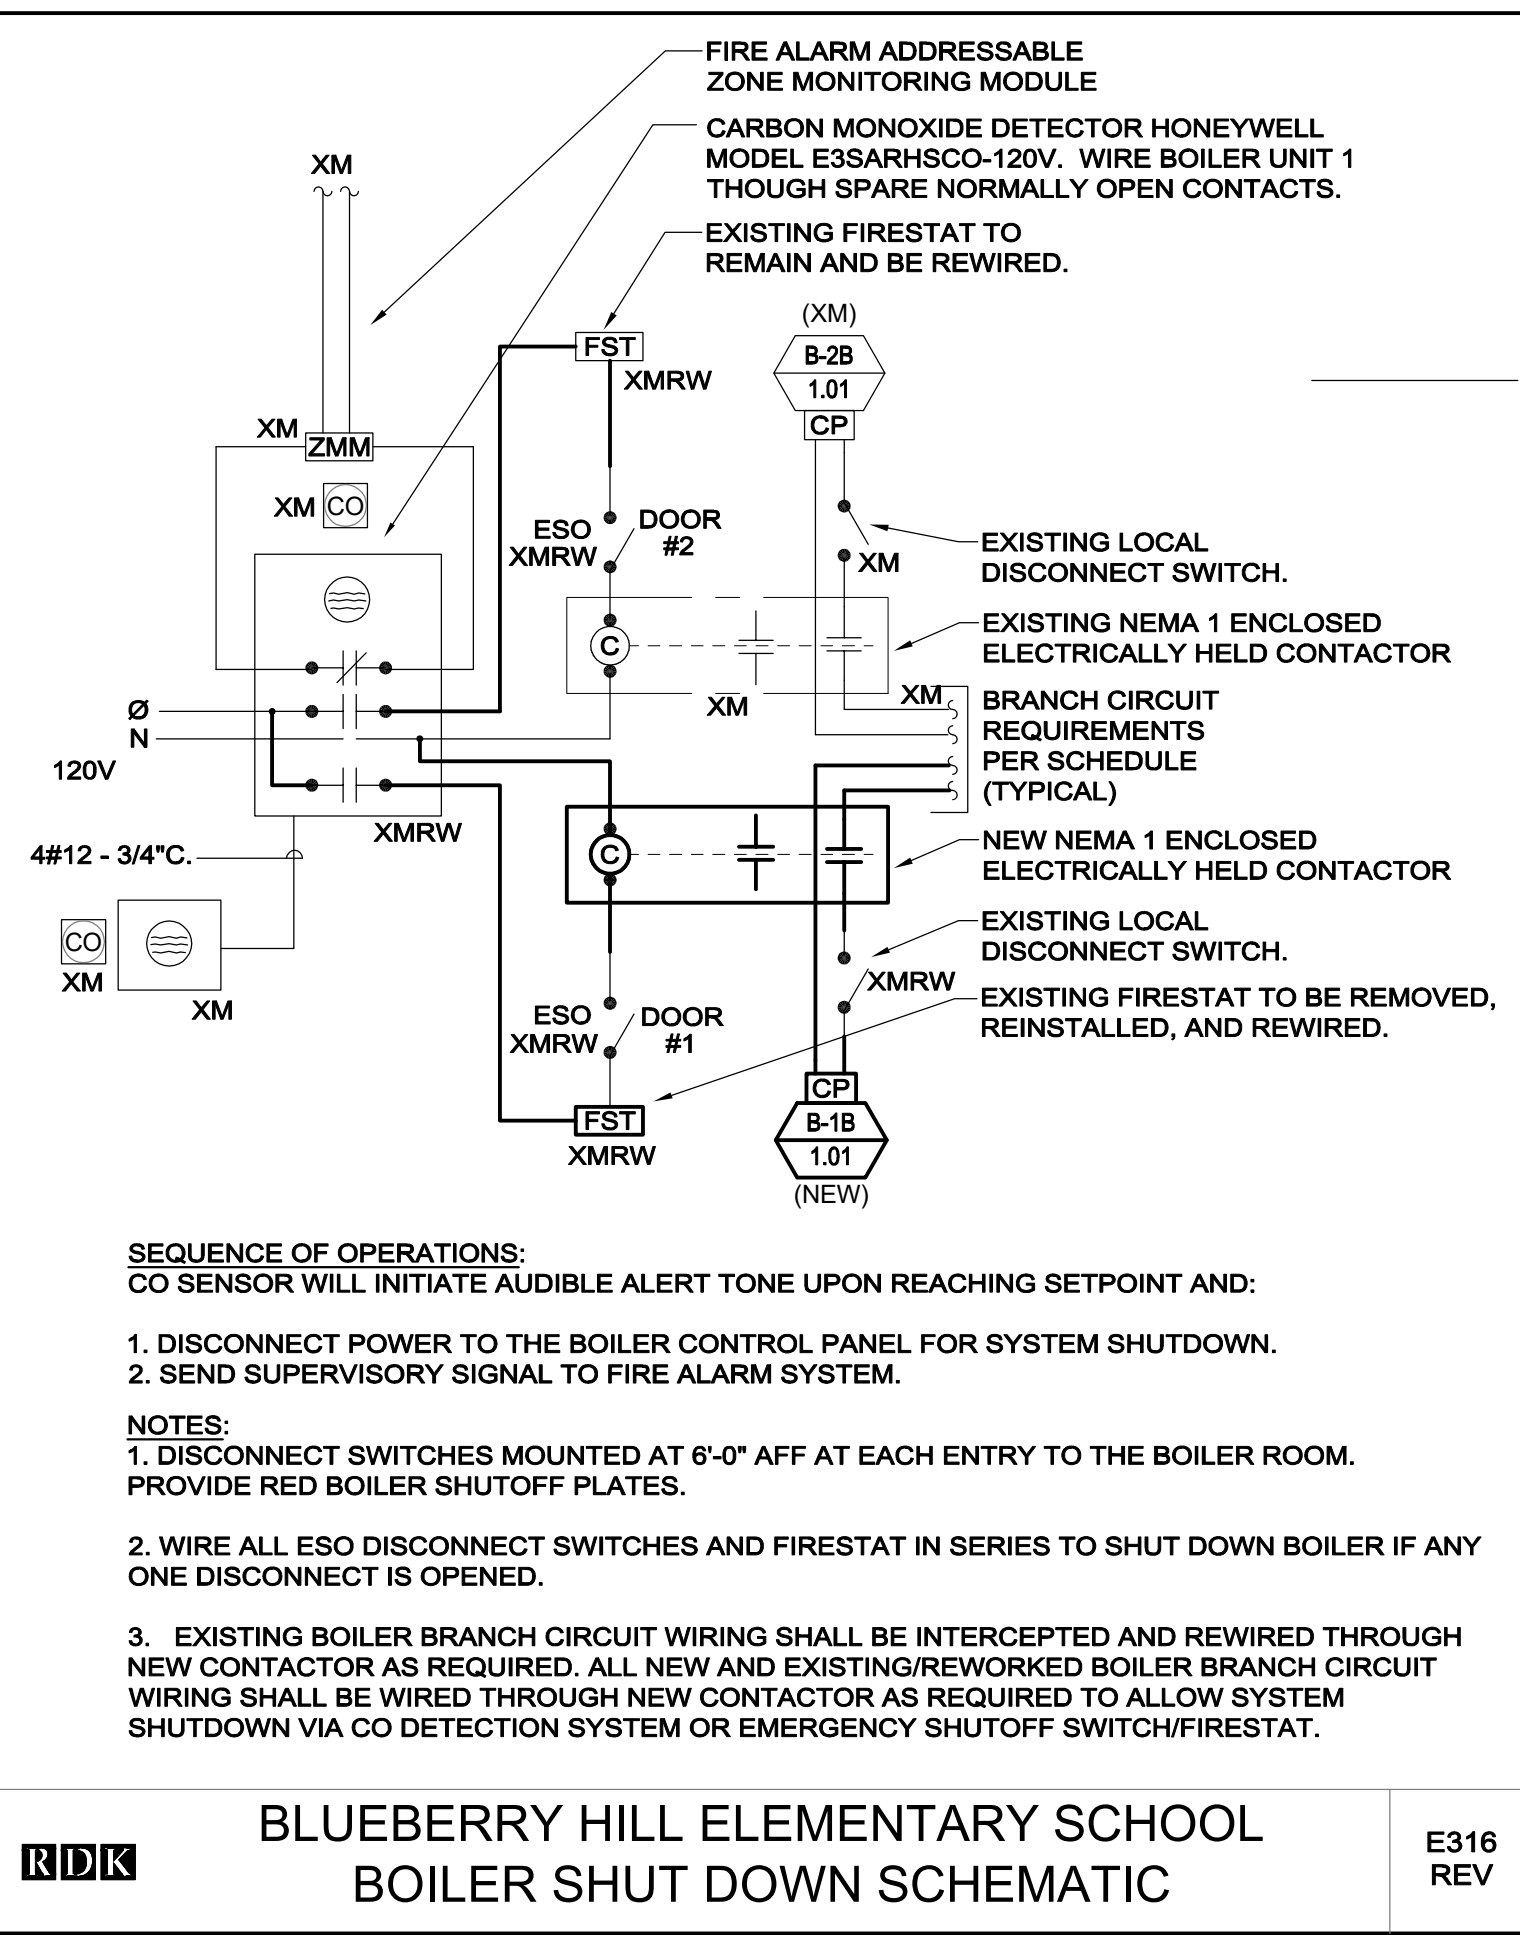 FIRE ALARM ADDRESSABLE
ZONE MONITORING MODULE
CARBON MONOXIDE DETECTOR HONEYWELL
MODEL E3SARHSCO-120V. WIRE BOILER UNIT 1
THOUGH SPARE NORMALLY OPEN CONTACTS.
XM
EXISTING FIRESTAT TO
REMAIN AND BE REWIRED.
(XM)
FST
B-2B
XMRW
1.01
XM
CP
ZMM
XM
CO
ESO
XMRW
DOOR
#2
EXISTING LOCAL
DISCONNECT SWITCH.
XM
EXISTING NEMA 1 ENCLOSED
ELECTRICALLY HELD CONTACTOR
C
XM
XM
BRANCH CIRCUIT
REQUIREMENTS
PER SCHEDULE
(TYPICAL)
Ø
N
120V
XMRW
4#12 - 3/4"C.
C
NEW NEMA 1 ENCLOSED
ELECTRICALLY HELD CONTACTOR
EXISTING LOCAL
DISCONNECT SWITCH.
CO
XM
XM
XMRW
EXISTING FIRESTAT TO BE REMOVED,
REINSTALLED, AND REWIRED.
ESO
XMRW
DOOR
#1
CP
FST
B-1B
XMRW
1.01
(NEW)
SEQUENCE OF OPERATIONS:
CO SENSOR WILL INITIATE AUDIBLE ALERT TONE UPON REACHING SETPOINT AND:
1. DISCONNECT POWER TO THE BOILER CONTROL PANEL FOR SYSTEM SHUTDOWN.
2. SEND SUPERVISORY SIGNAL TO FIRE ALARM SYSTEM.
NOTES:
1. DISCONNECT SWITCHES MOUNTED AT 6'-0" AFF AT EACH ENTRY TO THE BOILER ROOM.
PROVIDE RED BOILER SHUTOFF PLATES.
2. WIRE ALL ESO DISCONNECT SWITCHES AND FIRESTAT IN SERIES TO SHUT DOWN BOILER IF ANY
ONE DISCONNECT IS OPENED.
3. EXISTING BOILER BRANCH CIRCUIT WIRING SHALL BE INTERCEPTED AND REWIRED THROUGH
NEW CONTACTOR AS REQUIRED. ALL NEW AND EXISTING/REWORKED BOILER BRANCH CIRCUIT
WIRING SHALL BE WIRED THROUGH NEW CONTACTOR AS REQUIRED TO ALLOW SYSTEM
SHUTDOWN VIA CO DETECTION SYSTEM OR EMERGENCY SHUTOFF SWITCH/FIRESTAT.
RDK
BLUEBERRY HILL ELEMENTARY SCHOOL
BOILER SHUT DOWN SCHEMATIC
E316
REV